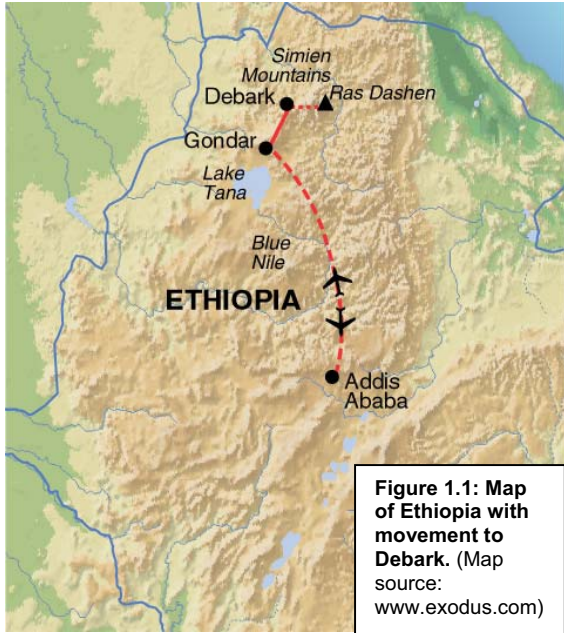 Simien
Mountains
Debark
Ras Dashen
Gondar
Lake
Tana
Blue
Nile
ETHIOPIA
Addis
Ababa
Figure 1.1: Map
of Ethiopia with
movement to
Debark. (Map
source:
www.exodus.com)